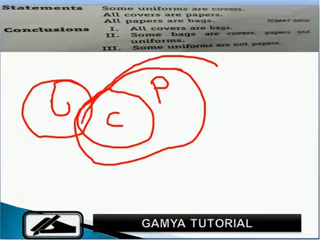 Statements Some uniforms are covers.
All covers are papers.
All papers are bags.
Conclusions I. All covers are bags.
II. Some bags are covers, papers and
uniforms.
III. Some uniforms are not papers.
U
C
P
GAMYA TUTORIAL